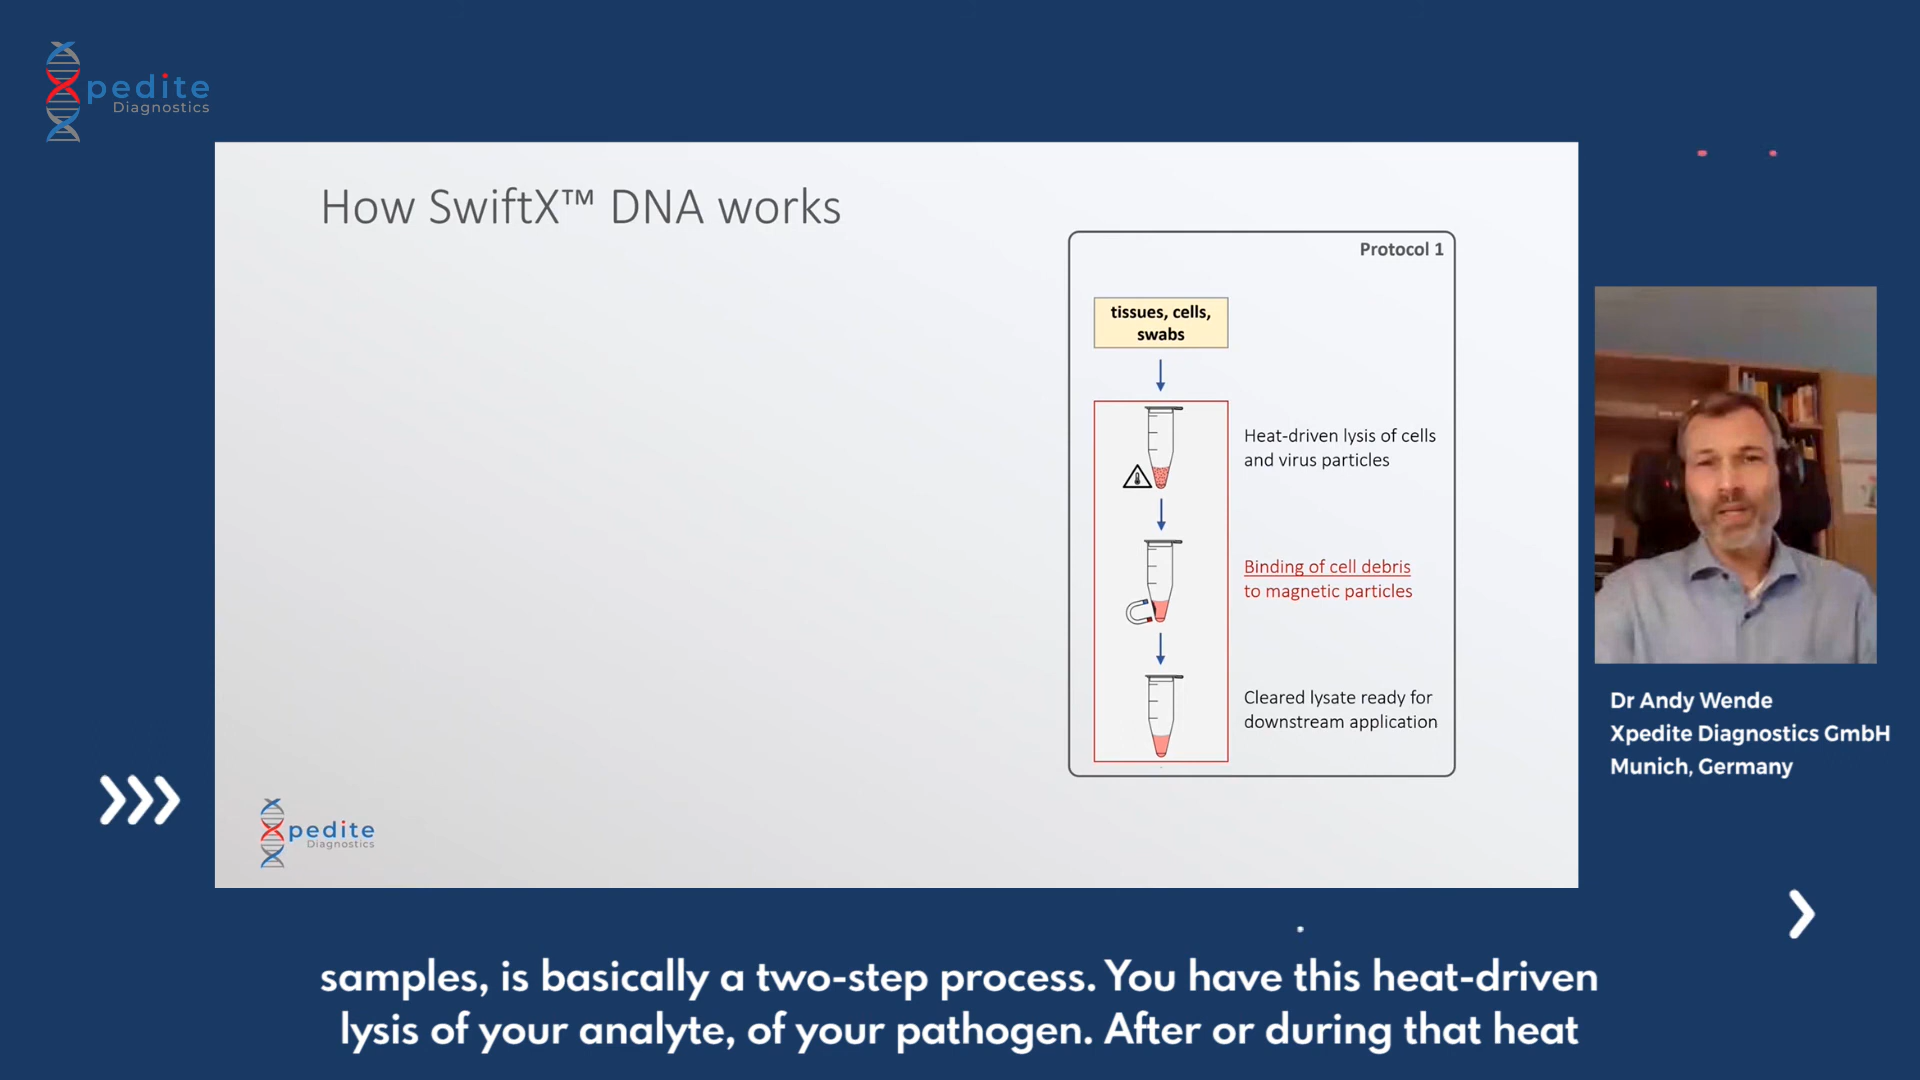 pedite
Diagnostics
How SwiftX™ DNA works
Protocol 1
tissues, cells,
swabs
Heat-driven lysis of cells
and virus particles
Binding of cell debris
to magnetic particles
Cleared lysate ready for
downstream application
pedite
Diagnostics
Dr Andy Wende
Xpedite Diagnostics GmbH
Munich, Germany
samples, is basically a two-step process. You have this heat-driven
lysis of your analyte, of your pathogen. After or during that heat